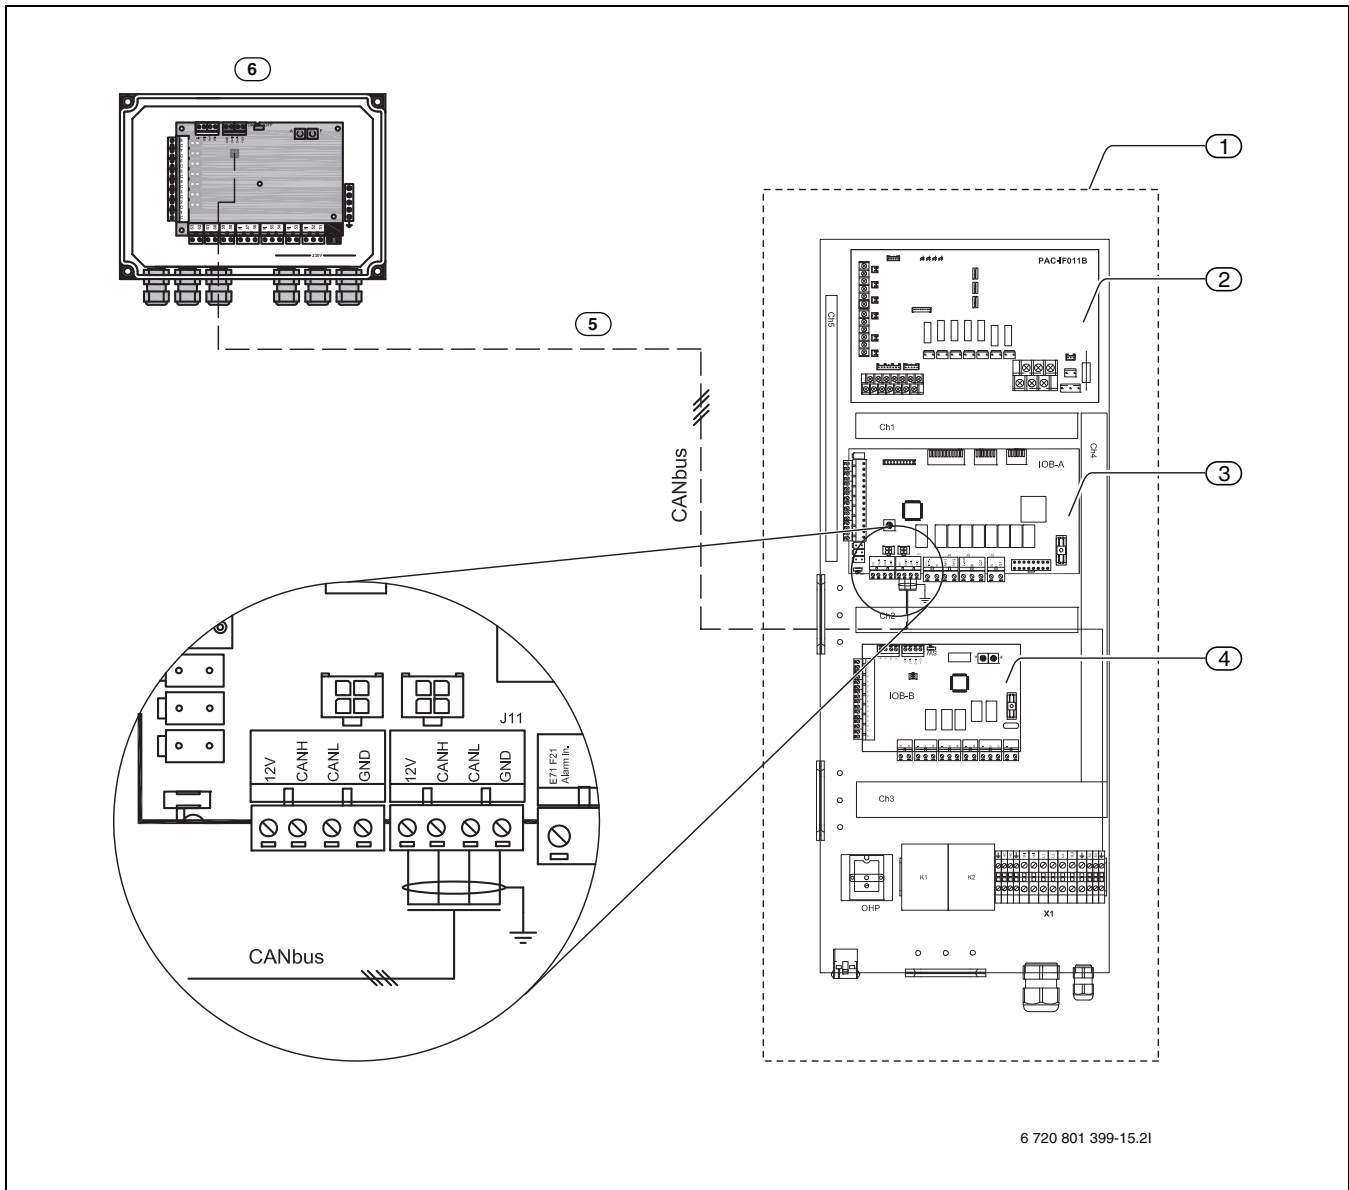 6
1
PAC-IF011B
2
Ch5
5
230V
Ch1
Ch4
IOB-A
3
CANbus
Ch2
4
IOB-B
J11
12V
CANH
CANL
GND
12V
CANH
CANL
GND
E71 F21
Alarm In.
Ch3
K1
K2
OHP
X1
CANbus
6 720 801 399-15.2I